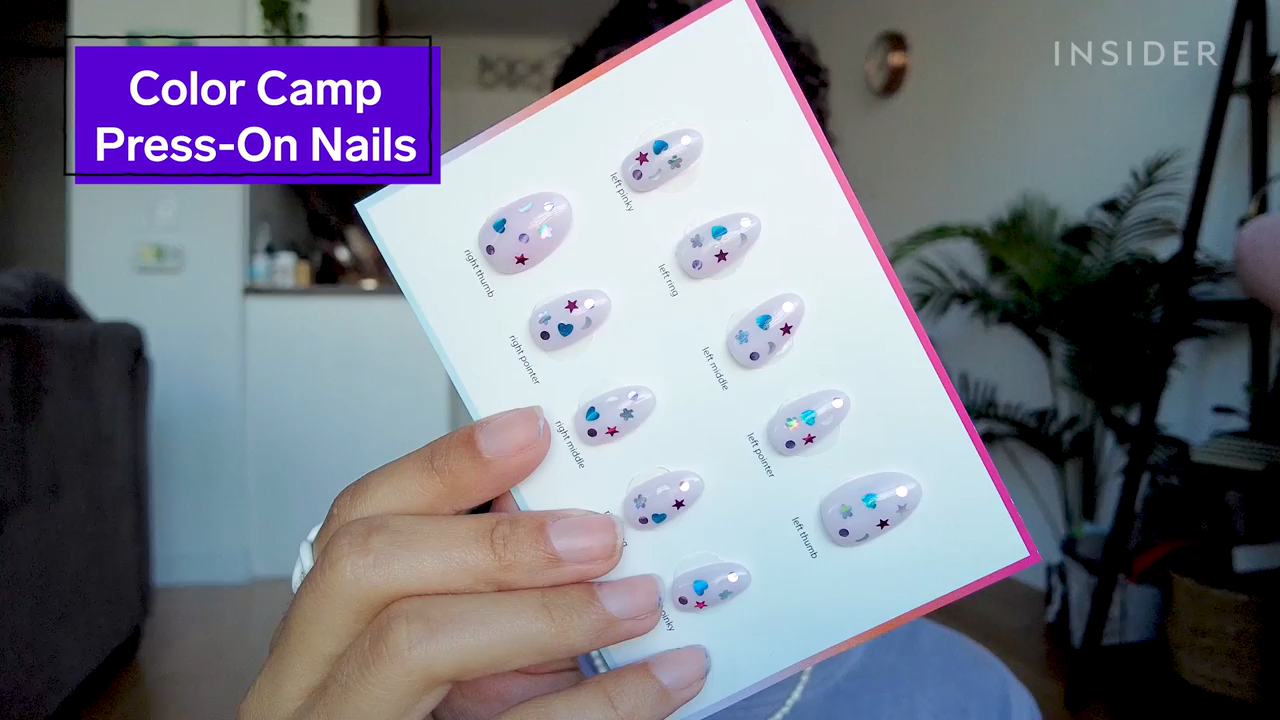 Color Camp
Press-On Nails
INSIDER
left pinky
right thumb
left ring
right pointer
left middle
right middle
left pointer
left thumb
pinky